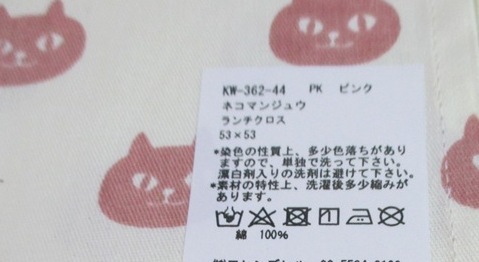 KW-362-44 PK ピンク
ネコマンジュウ
ランチクロス
53×53
*染色の性質上、多少色落ちがあり
ますので、単独で洗って下さい。
漂白剤入りの洗剤は避けて下さい。
*素材の特性上、洗濯後多少縮みが
あります。
綿 100%